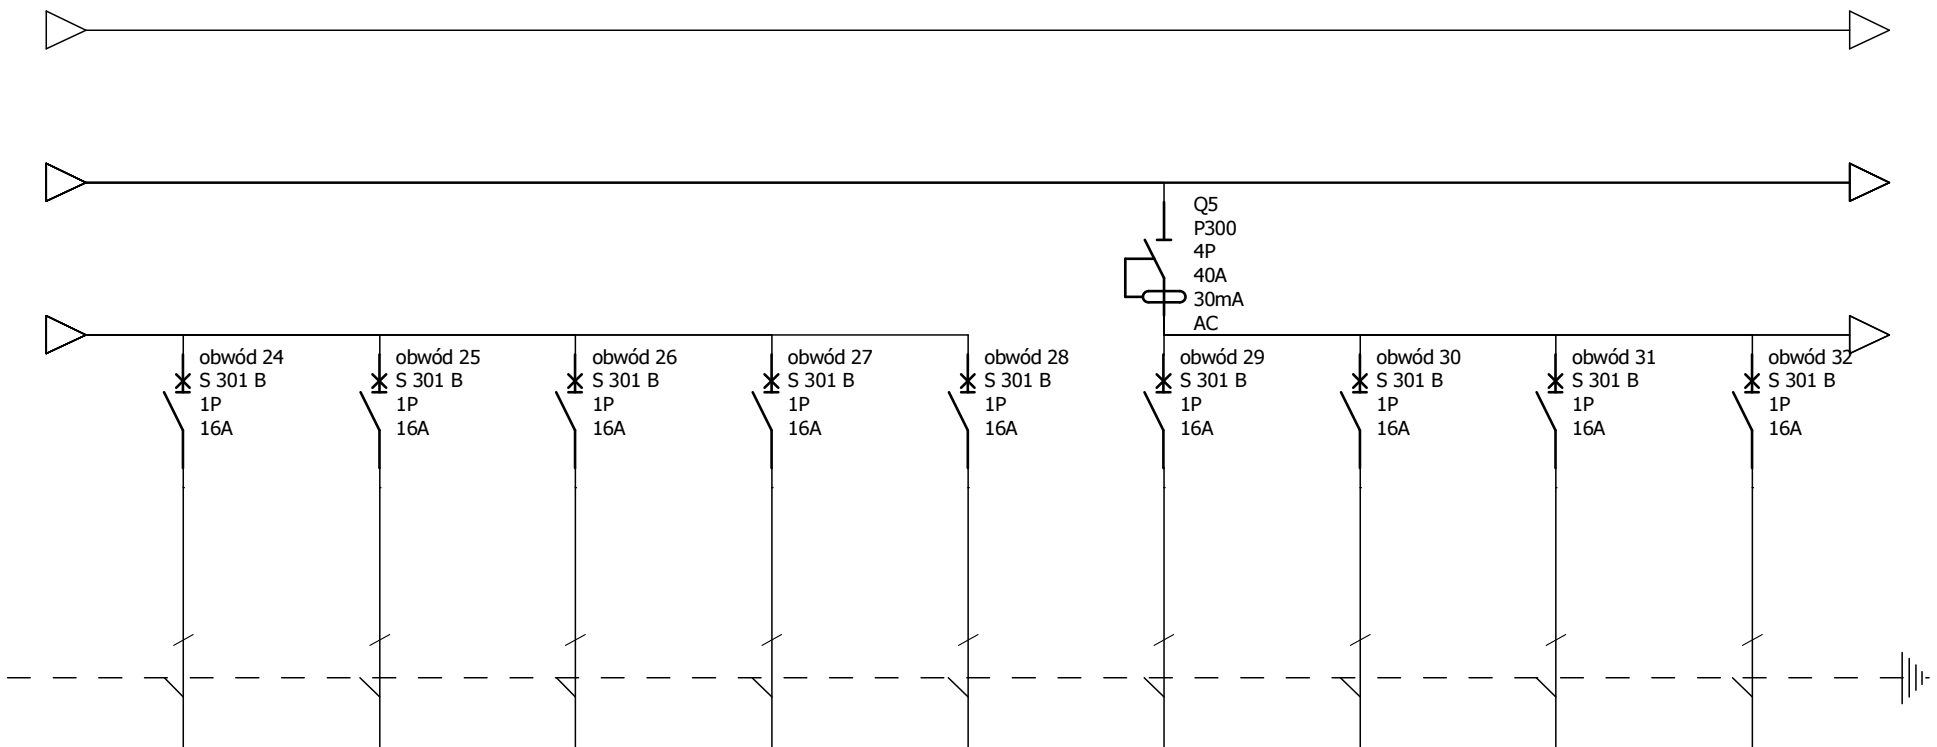 Q5
P300
4P
40A
30mA
AC
obwód 24
S 301 B
1P
16A
obwód 25
S 301 B
1P
16A
obwód 26
S 301 B
1P
16A
obwód 27
S 301 B
1P
16A
obwód 28
S 301 B
1P
16A
obwód 29
S 301 B
1P
16A
obwód 30
S 301 B
1P
16A
obwód 31
S 301 B
1P
16A
obwód 32
S 301 B
1P
16A